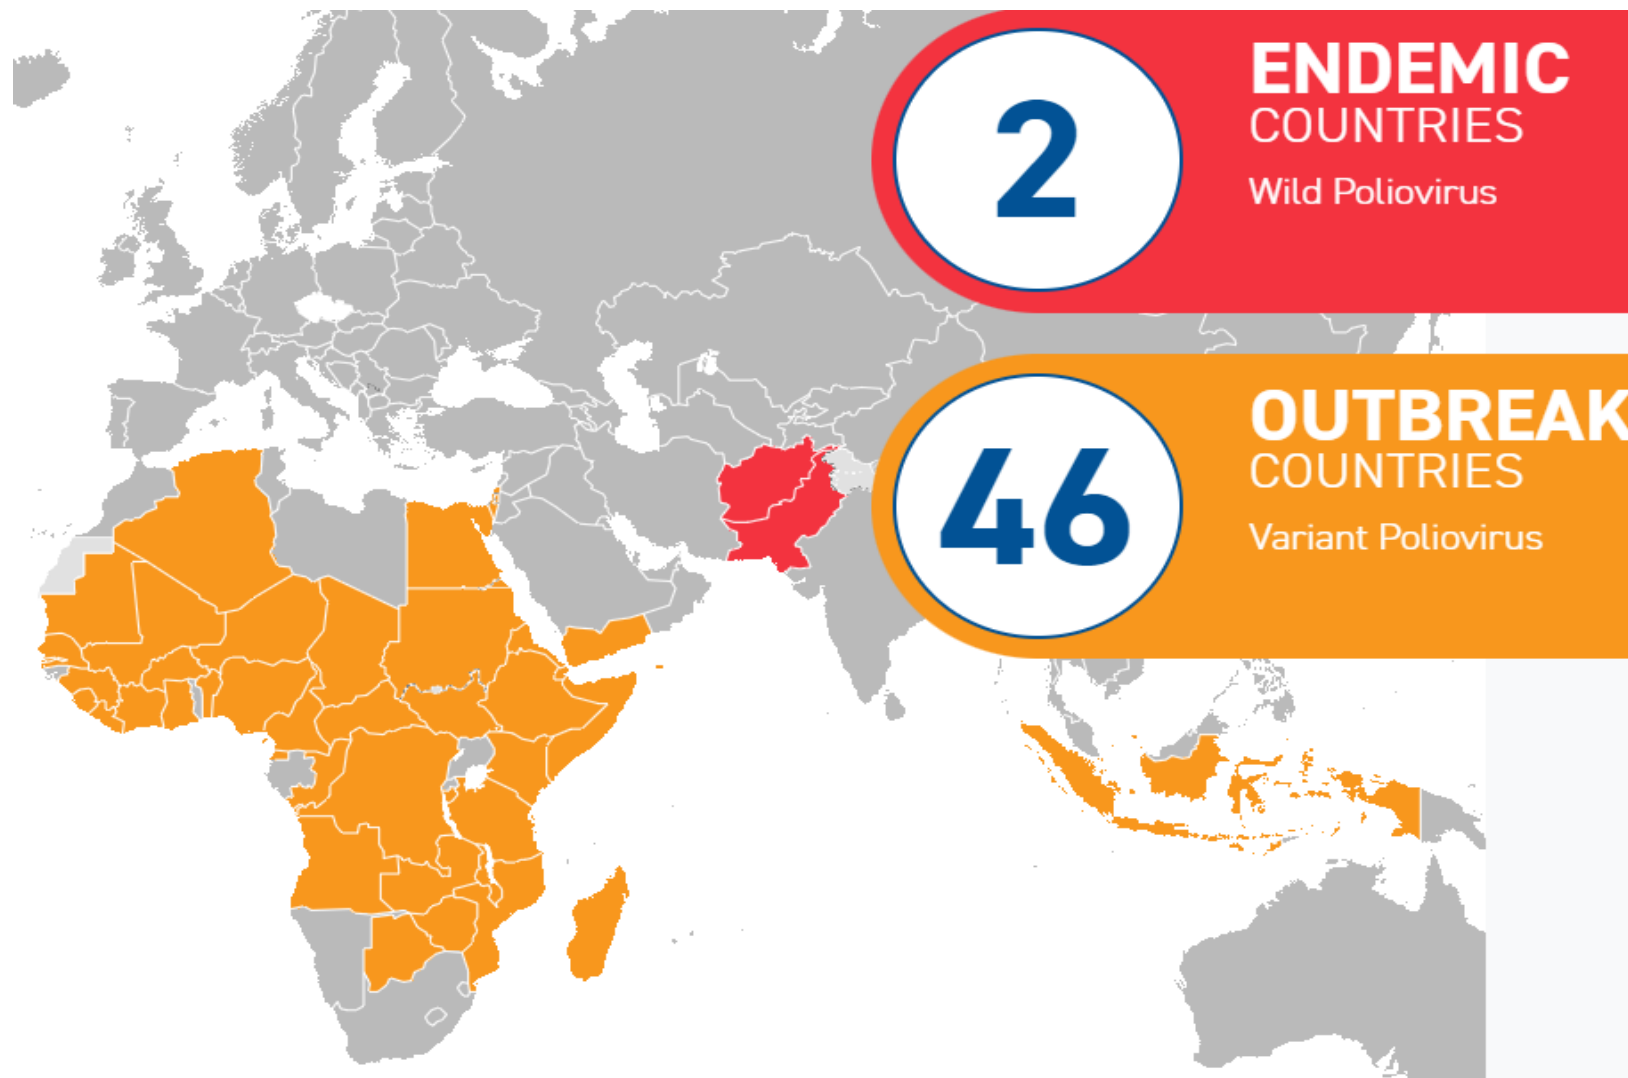 2
ENDEMIC
COUNTRIES
Wild Poliovirus
46
OUTBREAK
COUNTRIES
Variant Poliovirus